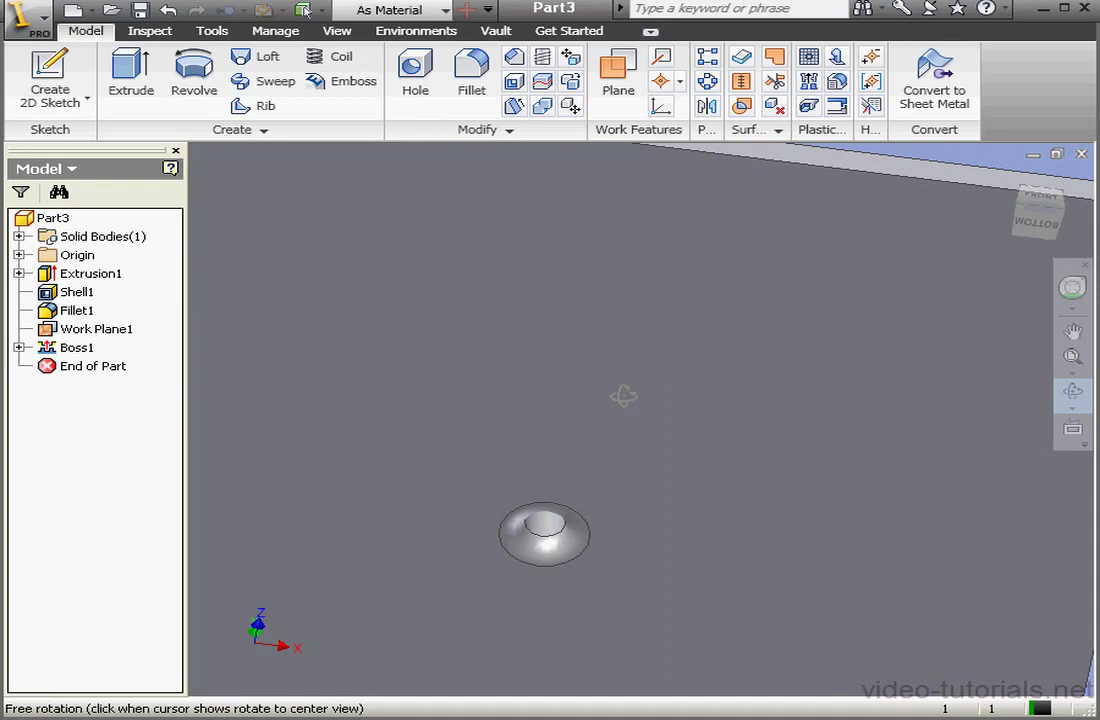 As Material
Part3
Type a keyword or phrase
PRO
Model
Inspect
Tools
Manage
View
Environments
Vault
Get Started
Create
2D Sketch
Extrude
Revolve
Loft
Sweep
Rib
Coil
Emboss
Hole
Fillet
Plane
Convert to
Sheet Metal
Sketch
Create
Modify
Work Features
P...
Surf...
Plastic...
H...
Convert
Model
Part3
Solid Bodies(1)
Origin
Extrusion1
Shell1
Fillet1
Work Plane1
Boss1
End of Part
FRONT
BOTTOM
Z
X
video-tutorials.net
Free rotation (click when cursor shows rotate to center view)
1
1